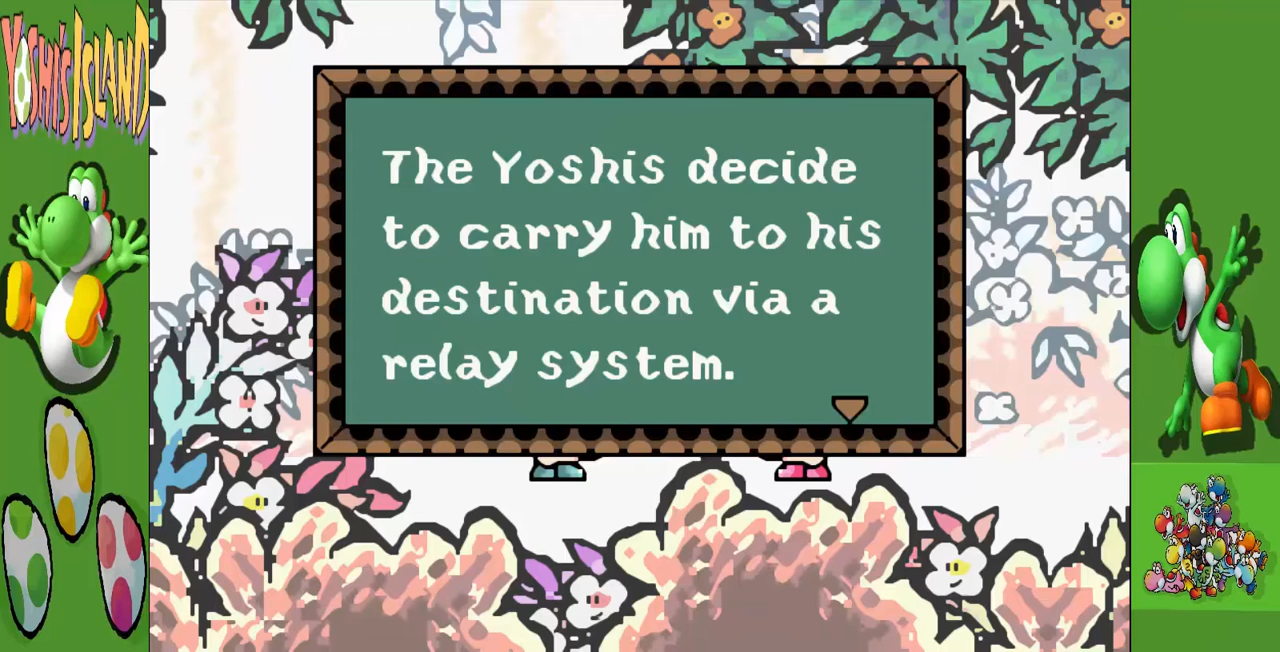 YOSHI'S ISLAND
The Yoshis decide
to carry him to his
destination via a
relay system.